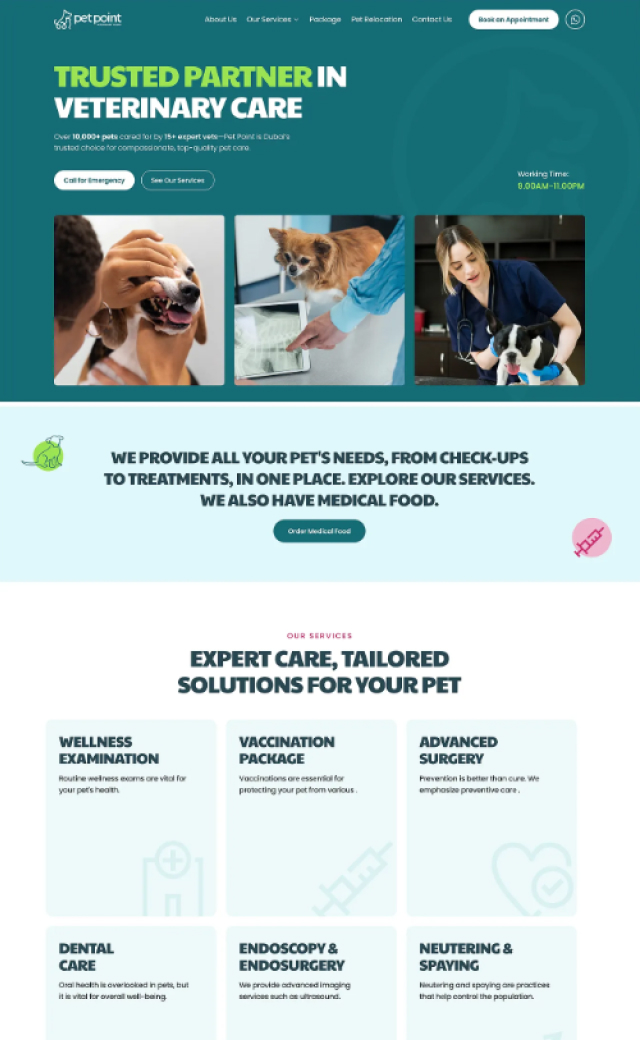 pet point
About Us
Our Services
Package
Pet Relocation
Contact Us
Book an Appointment
TRUSTED PARTNER IN
VETERINARY CARE
Over 10,000+ pets cared for by 15+ expert vets—Pet Point is Dubai's
trusted choice for compassionate, top-quality pet care.
Call for Emergency
See Our Services
Working Time:
9.00AM-11.00PM
WE PROVIDE ALL YOUR PET'S NEEDS, FROM CHECK-UPS
TO TREATMENTS, IN ONE PLACE. EXPLORE OUR SERVICES.
WE ALSO HAVE MEDICAL FOOD.
Order Medical Food
OUR SERVICES
EXPERT CARE, TAILORED
SOLUTIONS FOR YOUR PET
WELLNESS
EXAMINATION
Routine wellness exams are vital for
your pet's health.
VACCINATION
PACKAGE
Vaccinations are essential for
protecting your pet from various .
ADVANCED
SURGERY
Prevention is better than cure. We
emphasize preventive care .
DENTAL
CARE
Oral health is overlooked in pets, but
it is vital for overall well-being.
ENDOSCOPY &
ENDOSURGERY
We provide advanced imaging
services such as ultrasound.
NEUTERING &
SPAYING
Neutering and spaying are practices
that help control the population.